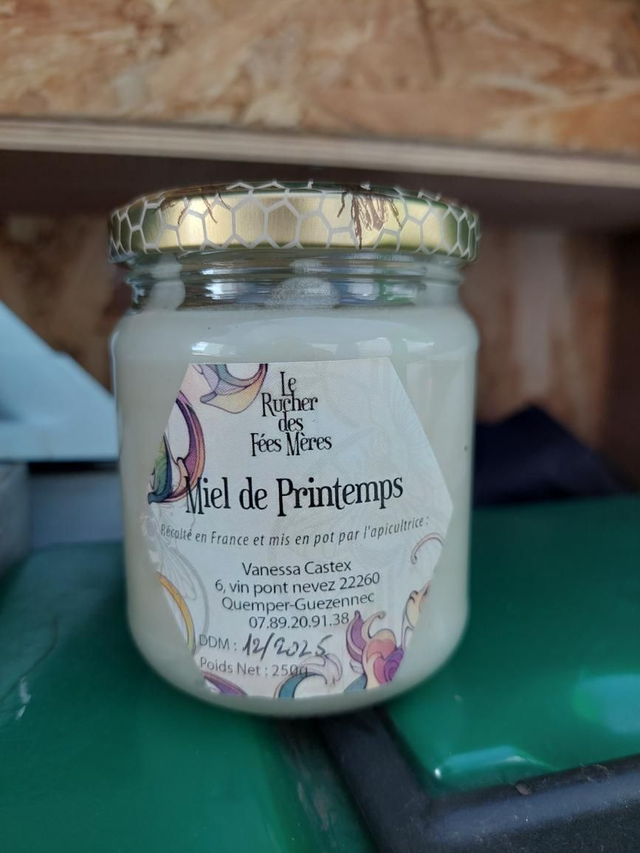 Le
Rucher
des
Fées Mères
Miel de Printemps
Récolté en France et mis en pot par l'apicultrice :
Vanessa Castex
6, vin pont nevez 22260
Quemper-Guezennec
07.89.20.91.38
DDM : 12/2025
Poids Net : 250g